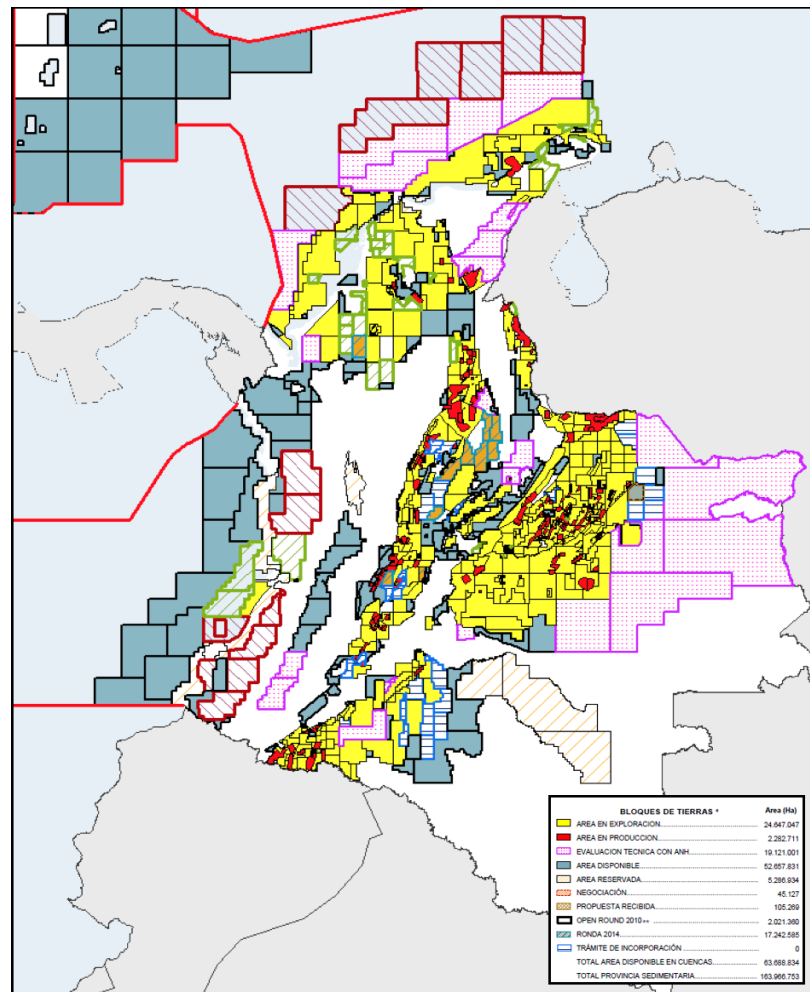 BLOQUES DE TIERRAS * Area (Ha)
AREA EN EXPLORACION 24.647.047
AREA EN PRODUCCION 2.282.711
EVALUACION TECNICA CON ANH 19.121.001
AREA DISPONIBLE 52.657.831
AREA RESERVADA 5.286.934
NEGOCIACIÓN 45.127
PROPUESTA RECIBIDA 105.269
OPEN ROUND 2010** 2.021.360
RONDA 2014 17.242.585
TRÁMITE DE INCORPORACIÓN 0
TOTAL AREA DISPONIBLE EN CUENCAS 63.688.834
TOTAL PROVINCIA SEDIMENTARIA 163.966.753